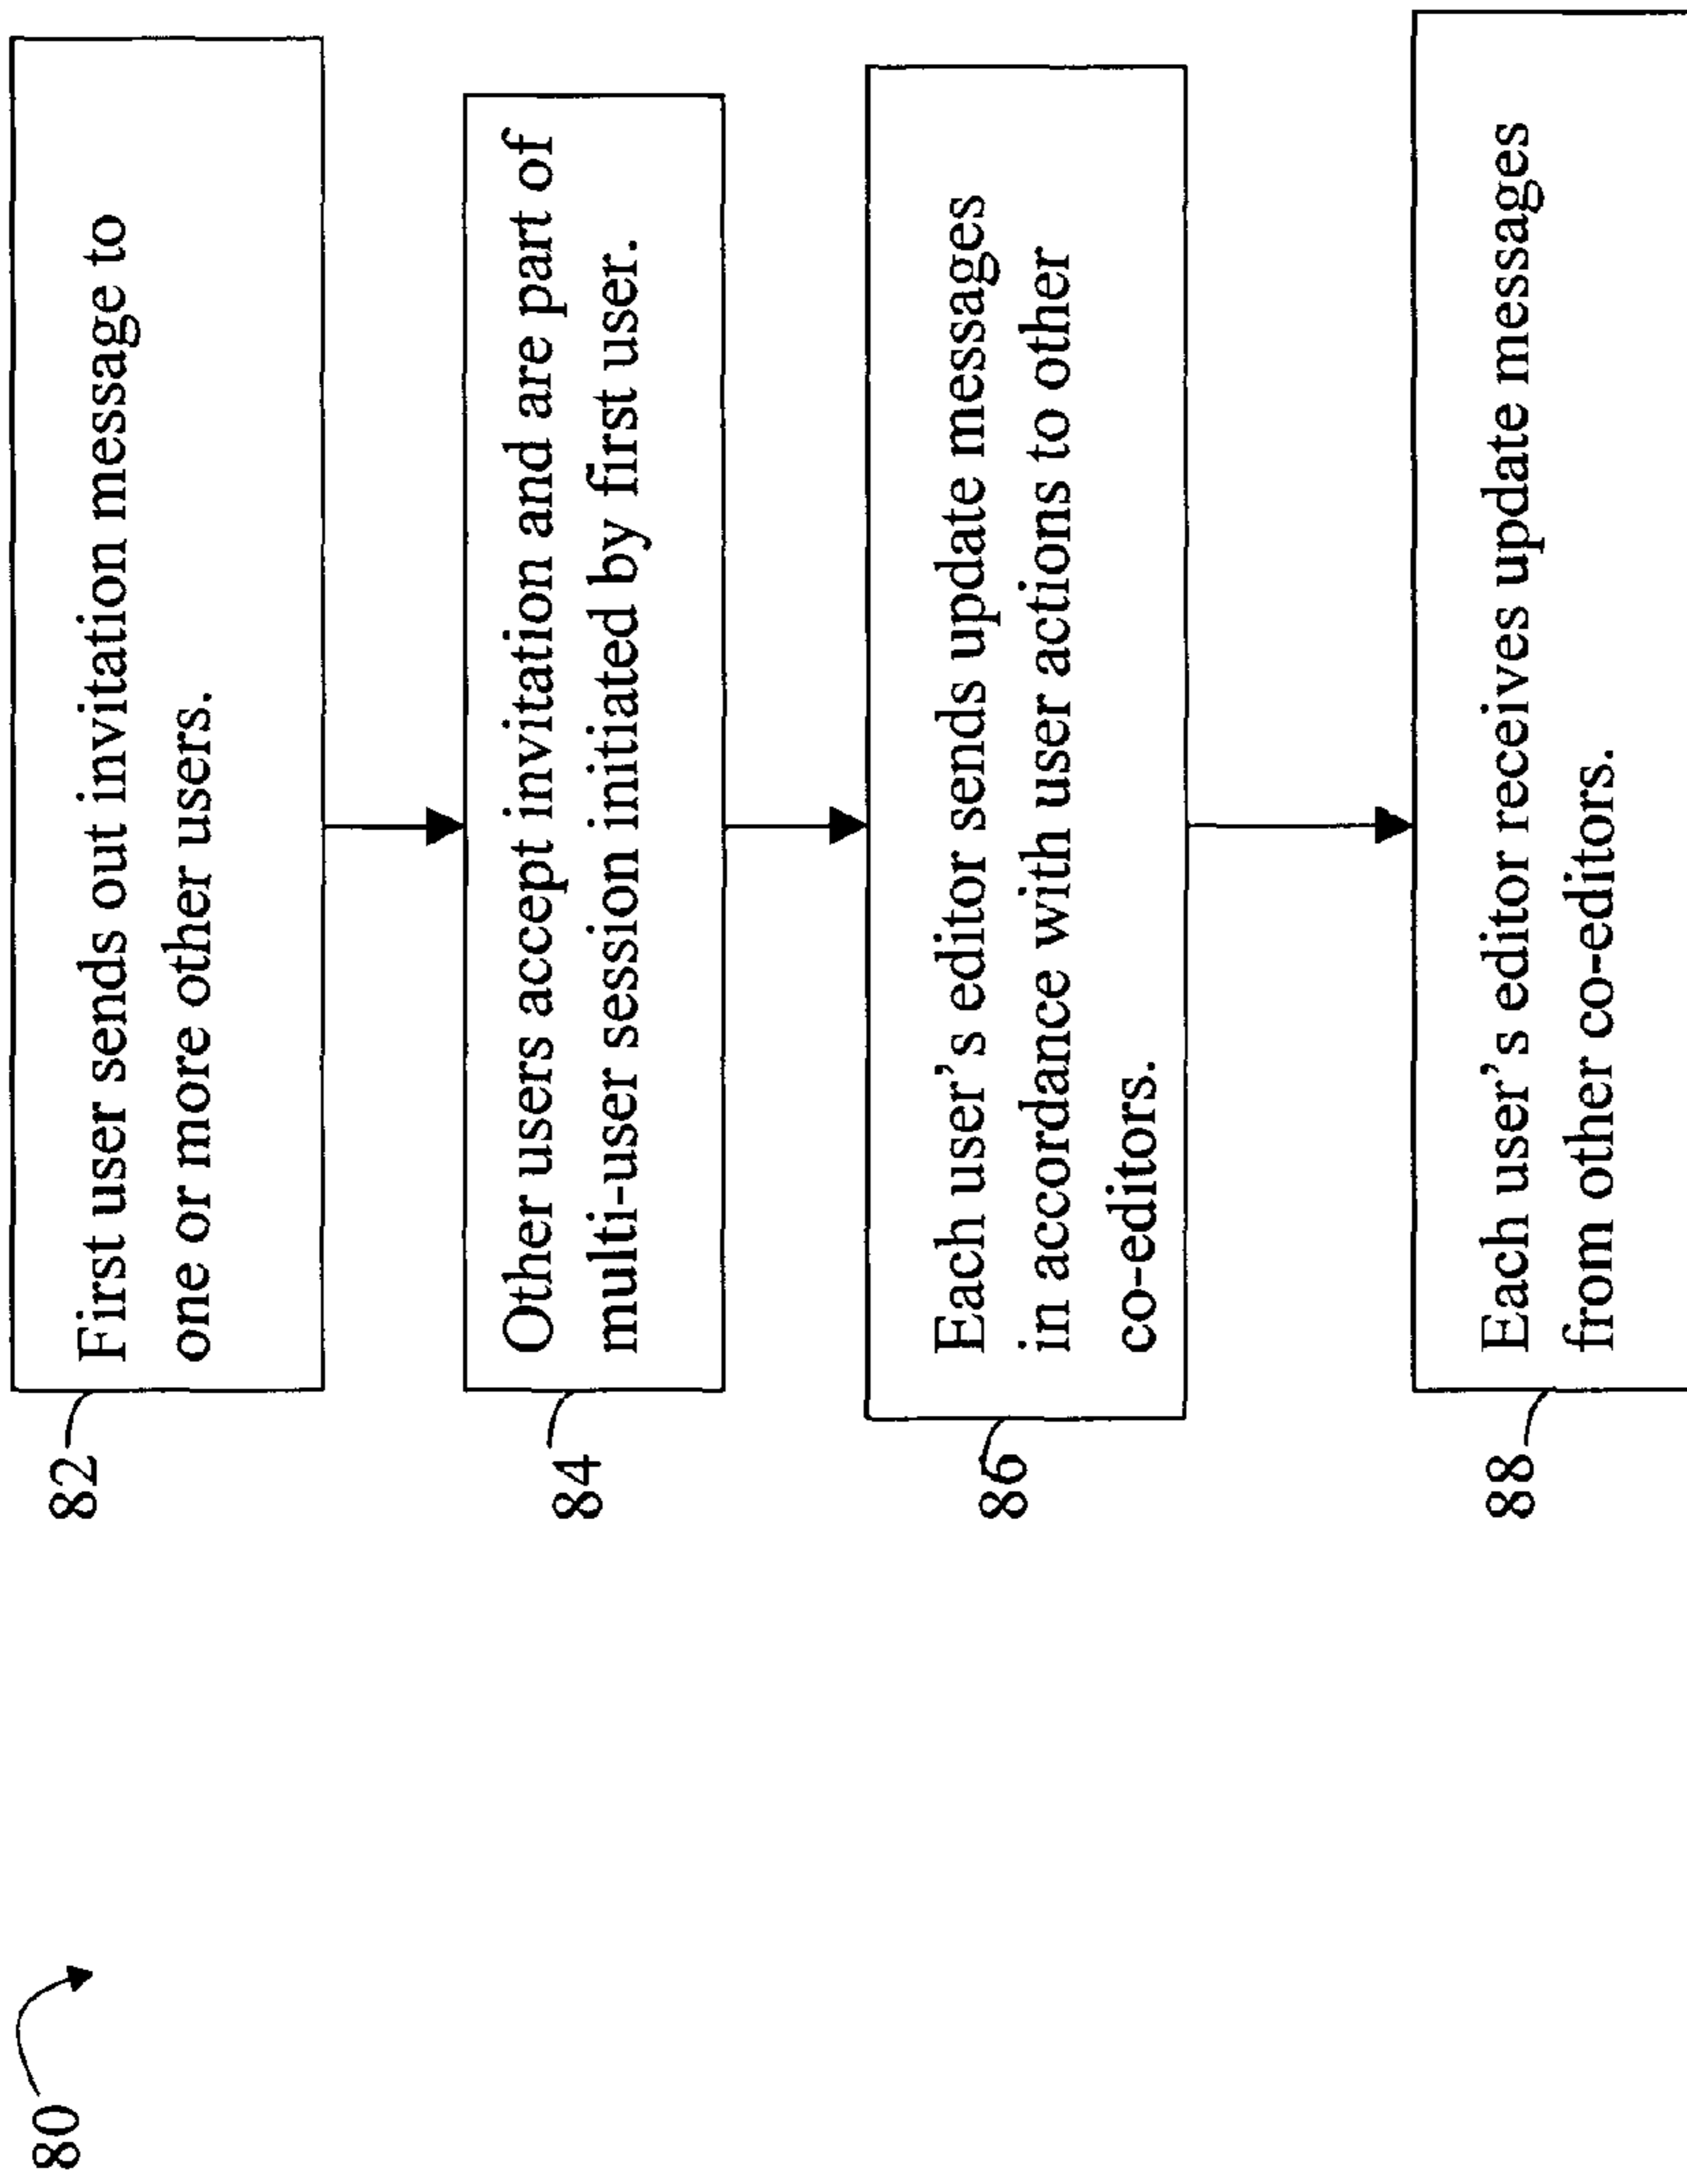 80
82
First user sends out invitation message to
one or more other users.
84
Other users accept invitation and are part of
multi-user session initiated by first user.
86
Each user's editor sends update messages
in accordance with user actions to other
co-editors.
88
Each user's editor receives update messages
from other co-editors.